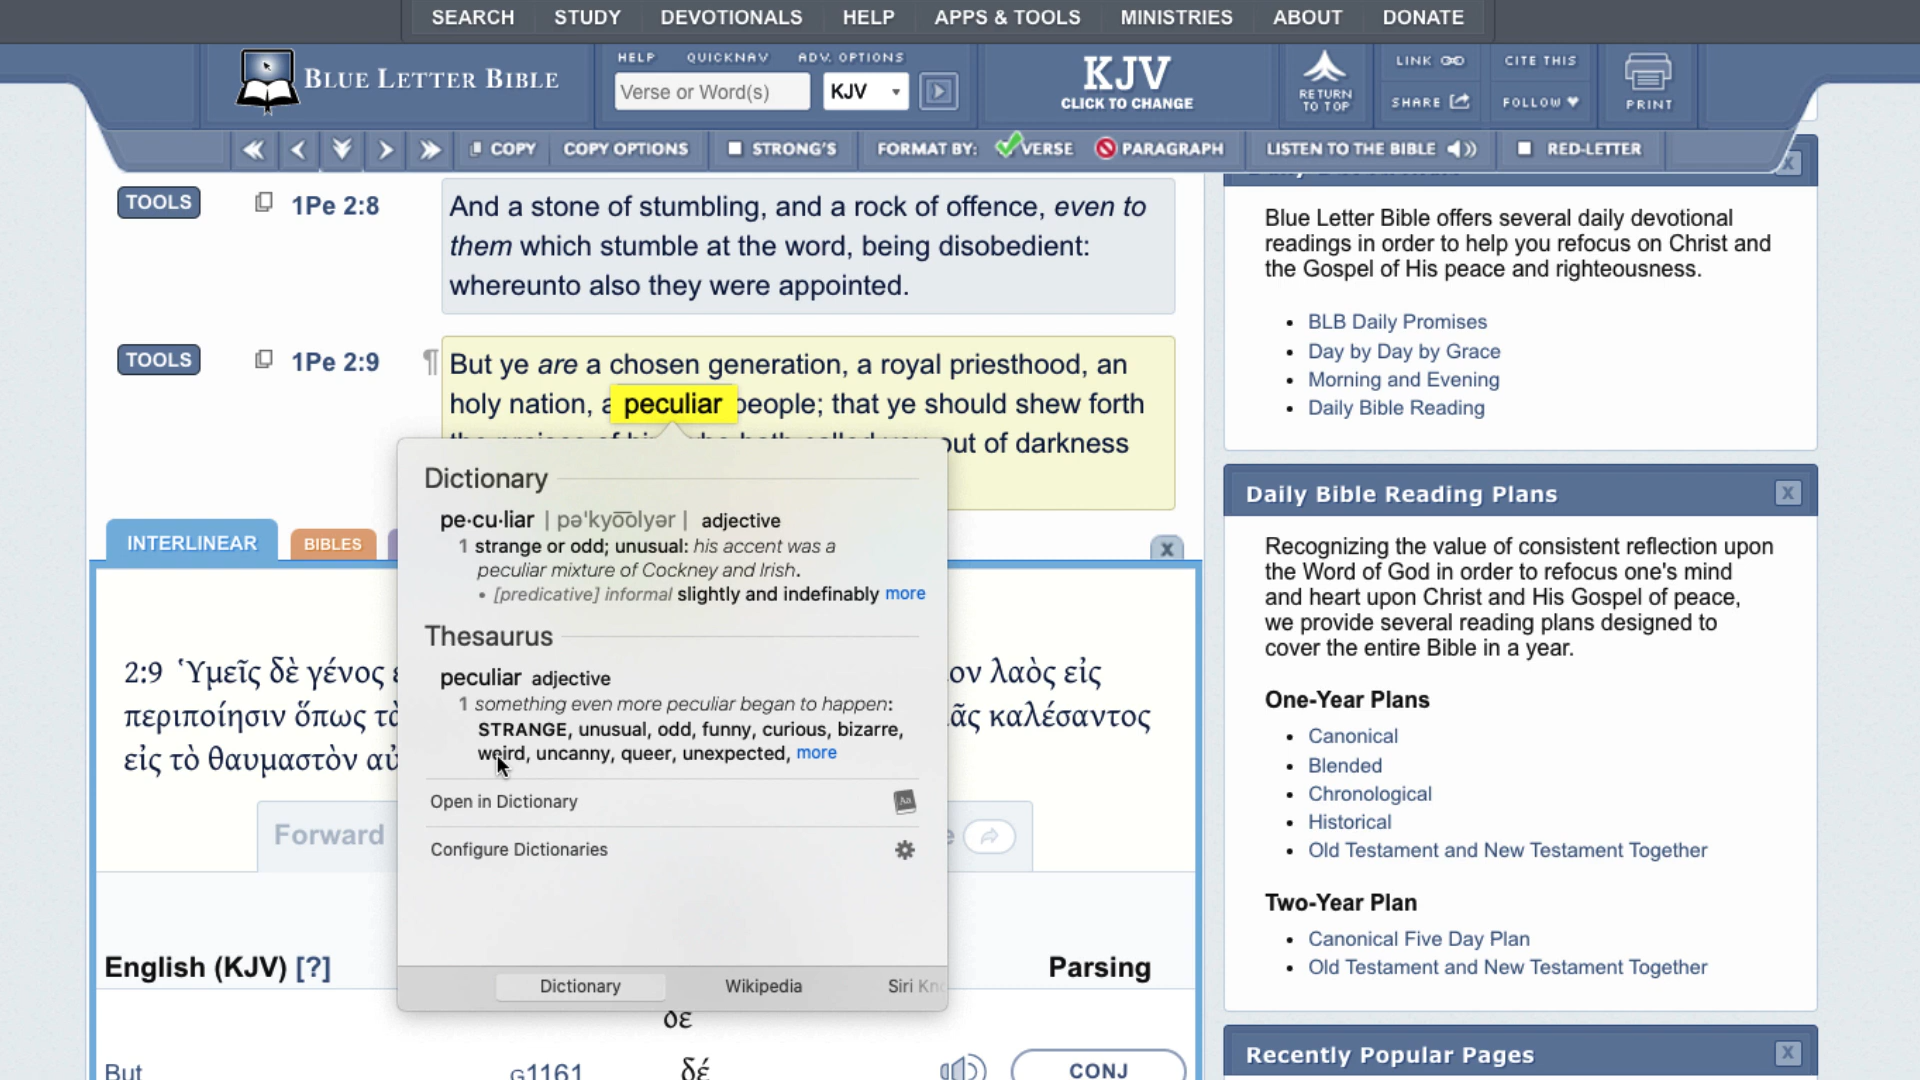 SEARCH STUDY DEVOTIONALS HELP APPS & TOOLS MINISTRIES ABOUT DONATE
BLUE LETTER BIBLE
HELP QUICKNAV ADV. OPTIONS
Verse or Word(s) KJV
KJV
CLICK TO CHANGE
RETURN
TO TOP
LINK
SHARE
CITE THIS
FOLLOW
PRINT
COPY COPY OPTIONS STRONG'S FORMAT BY: VERSE PARAGRAPH LISTEN TO THE BIBLE RED-LETTER
TOOLS 1Pe 2:8
And a stone of stumbling, and a rock of offence, even to
them which stumble at the word, being disobedient:
whereunto also they were appointed.
TOOLS 1Pe 2:9
¶ But ye are a chosen generation, a royal priesthood, an
holy nation, a peculiar people; that ye should shew forth
out of darkness
Dictionary
pe·cu·liar | pə'kyo͞olyər | adjective
1 strange or odd; unusual: his accent was a
peculiar mixture of Cockney and Irish.
• [predicative] informal slightly and indefinably more
Thesaurus
peculiar adjective
1 something even more peculiar began to happen:
STRANGE, unusual, odd, funny, curious, bizarre,
weird, uncanny, queer, unexpected, more
Open in Dictionary
Configure Dictionaries
Dictionary Wikipedia Siri
INTERLINEAR BIBLES
X
2:9 Ὑμεῖς δὲ γένος λαὸς εἰς
περιποίησιν ὅπως καλέσαντος
εἰς τὸ θαυμαστὸν
Forward
English (KJV) [?] Parsing
δὲ
But G1161 δέ CONJ
Blue Letter Bible offers several daily devotional
readings in order to help you refocus on Christ and
the Gospel of His peace and righteousness.
• BLB Daily Promises
• Day by Day by Grace
• Morning and Evening
• Daily Bible Reading
Daily Bible Reading Plans X
Recognizing the value of consistent reflection upon
the Word of God in order to refocus one's mind
and heart upon Christ and His Gospel of peace,
we provide several reading plans designed to
cover the entire Bible in a year.
One-Year Plans
• Canonical
• Blended
• Chronological
• Historical
• Old Testament and New Testament Together
Two-Year Plan
• Canonical Five Day Plan
• Old Testament and New Testament Together
Recently Popular Pages X